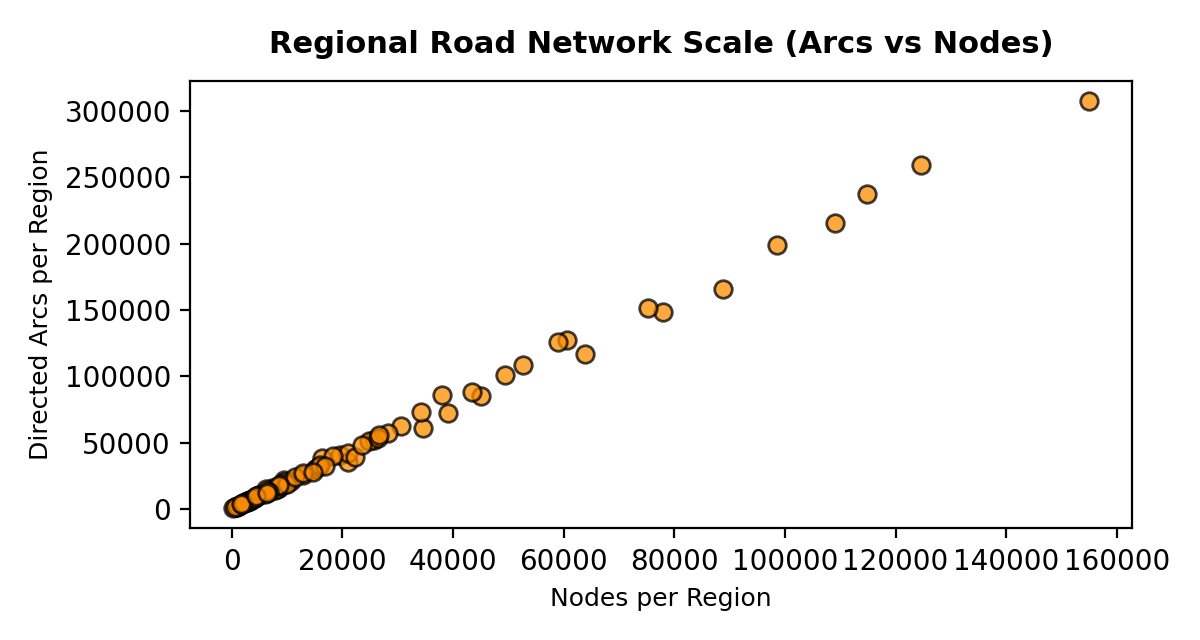 Regional Road Network Scale (Arcs vs Nodes)
Directed Arcs per Region
300000
250000
200000
150000
100000
50000
0
0 20000 40000 60000 80000 100000 120000 140000 160000
Nodes per Region